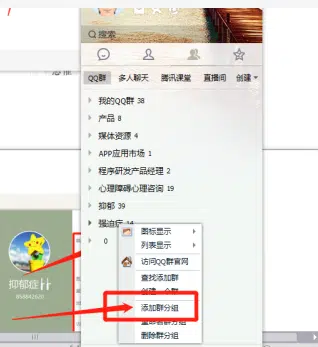 搜索
QQ群 多人聊天 腾讯课堂 直播间 创建
我的QQ群 38
产品 8
媒体资源 4
APP应用市场 1
程序研发产品经理 2
心理障碍心理咨询 19
抑郁 39
强迫症 14
0
图标显示
列表显示
访问QQ群官网
查找添加群
创建一个群
添加群分组
重命名群分组
删除群分组
抑郁症